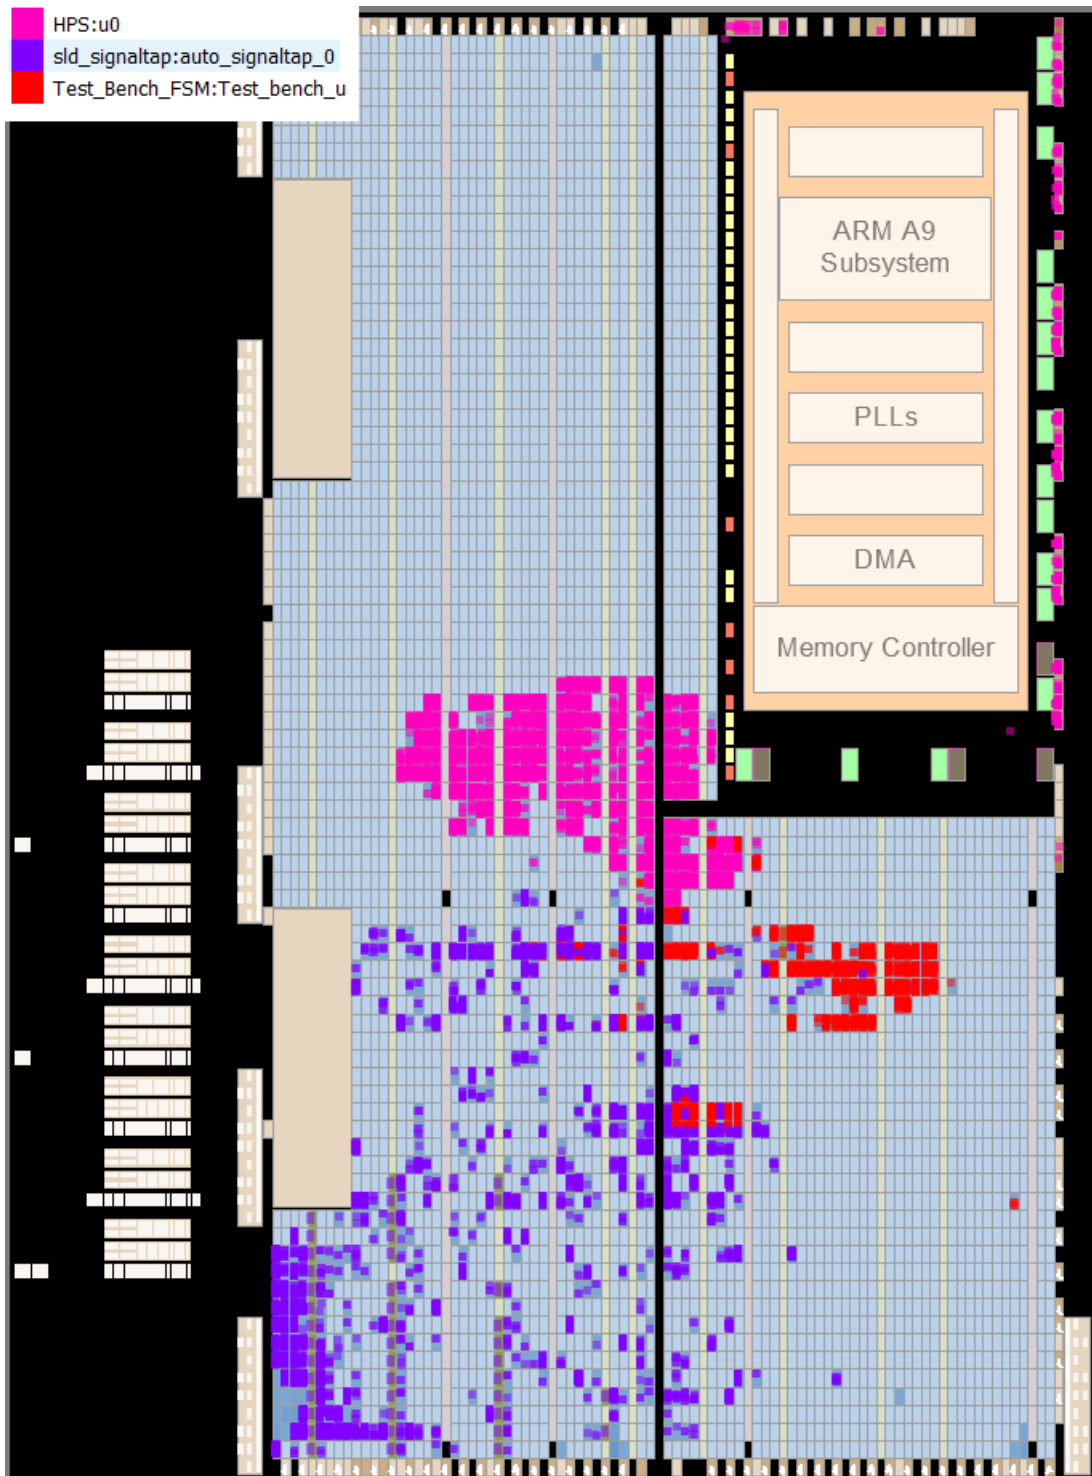 HPS:u0
sld_signaltap:auto_signaltap_0
Test_Bench_FSM:Test_bench_u
ARM A9
Subsystem
PLLs
DMA
Memory Controller